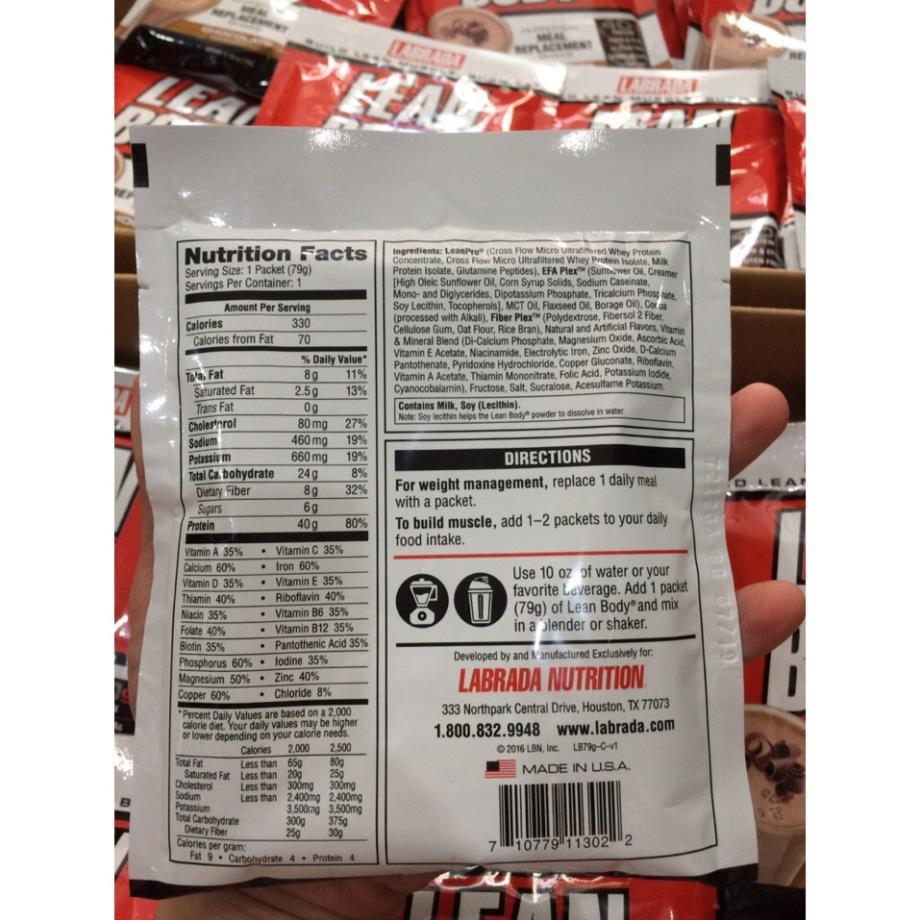 MEAL
REPLACEMENT
BUILD LEAN
LABRADA
MEAL
REPLACEMENT
LABRADA
LEAN
LEAN
LEAN
Nutrition Facts
Serving Size: 1 Packet (79g)
Servings Per Container: 1
Amount Per Serving
Calories 330
Calories from Fat 70
% Daily Value*
Total Fat 8g 11%
Saturated Fat 2.5g 13%
Trans Fat 0g
Cholesterol 80mg 27%
Sodium 460mg 19%
Potassium 660mg 19%
Total Carbohydrate 24g 8%
Dietary Fiber 8g 32%
Sugars 6g
Protein 40g 80%
Vitamin A 35% • Vitamin C 35%
Calcium 60% • Iron 60%
Vitamin D 35% • Vitamin E 35%
Thiamin 40% • Riboflavin 40%
Niacin 35% • Vitamin B6 35%
Folate 40% • Vitamin B12 35%
Biotin 35% • Pantothenic Acid 35%
Phosphorus 60% • Iodine 35%
Magnesium 50% • Zinc 40%
Copper 60% • Chloride 8%
*Percent Daily Values are based on a 2,000
calorie diet. Your daily values may be higher
or lower depending on your calorie needs.
Calories 2,000 2,500
Total Fat Less than 65g 80g
Saturated Fat Less than 20g 25g
Cholesterol Less than 300mg 300mg
Sodium Less than 2,400mg 2,400mg
Potassium 3,500mg 3,500mg
Total Carbohydrate 300g 375g
Dietary Fiber 25g 30g
Calories per gram:
Fat 9 • Carbohydrate 4 • Protein 4
Ingredients: LeanPro® (Cross Flow Micro Ultrafiltered Whey Protein
Concentrate, Cross Flow Micro Ultrafiltered Whey Protein Isolate, Milk
Protein Isolate, Glutamine Peptides), EFA Plex™ (Sunflower Oil, Creamer
[High Oleic Sunflower Oil, Corn Syrup Solids, Sodium Caseinate,
Mono- and Diglycerides, Dipotassium Phosphate, Tricalcium Phosphate,
Soy Lecithin, Tocopherols], MCT Oil, Flaxseed Oil, Borage Oil), Cocoa
(processed with Alkali), Fiber Plex™ (Polydextrose, Fibersol 2 Fiber,
Cellulose Gum, Oat Flour, Rice Bran), Natural and Artificial Flavors, Vitamin
& Mineral Blend (Di-Calcium Phosphate, Magnesium Oxide, Ascorbic Acid,
Vitamin E Acetate, Niacinamide, Electrolytic Iron, Zinc Oxide, D-Calcium
Pantothenate, Pyridoxine Hydrochloride, Copper Gluconate, Riboflavin,
Vitamin A Acetate, Thiamin Mononitrate, Folic Acid, Potassium Iodide,
Cyanocobalamin), Fructose, Salt, Sucralose, Acesulfame Potassium.
Contains Milk, Soy (Lecithin).
Note: Soy lecithin helps the Lean Body® powder to dissolve in water.
DIRECTIONS
For weight management, replace 1 daily meal
with a packet.
To build muscle, add 1–2 packets to your daily
food intake.
Use 10 oz of water or your
favorite beverage. Add 1 packet
(79g) of Lean Body® and mix
in a blender or shaker.
Developed by and Manufactured Exclusively for:
LABRADA NUTRITION
333 Northpark Central Drive, Houston, TX 77073
1.800.832.9948 www.labrada.com
© 2016 LBN, Inc. LB79g-C-v1
MADE IN U.S.A.
7 10779 11302 2
LEAN